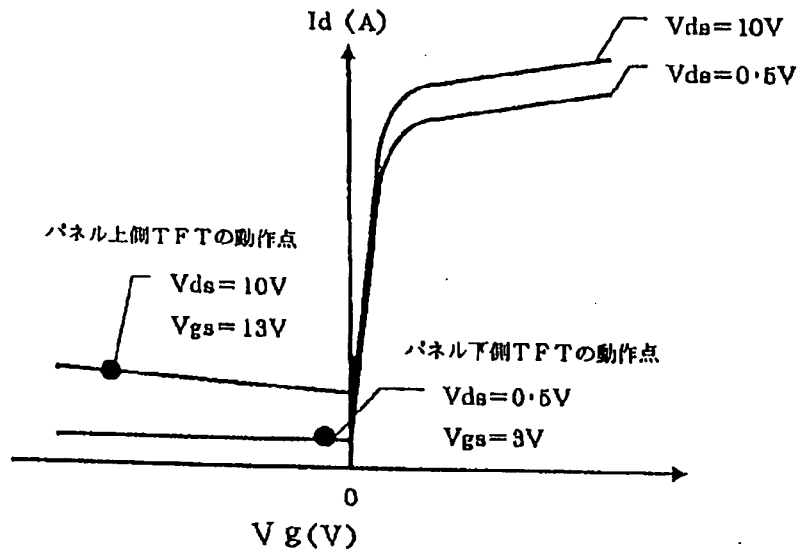 Id (A)
Vds=10V
Vds=0.5V
パネル上側TFTの動作点
Vds=10V
Vgs=13V
パネル下側TFTの動作点
Vds=0.5V
Vgs=3V
0
Vg(V)